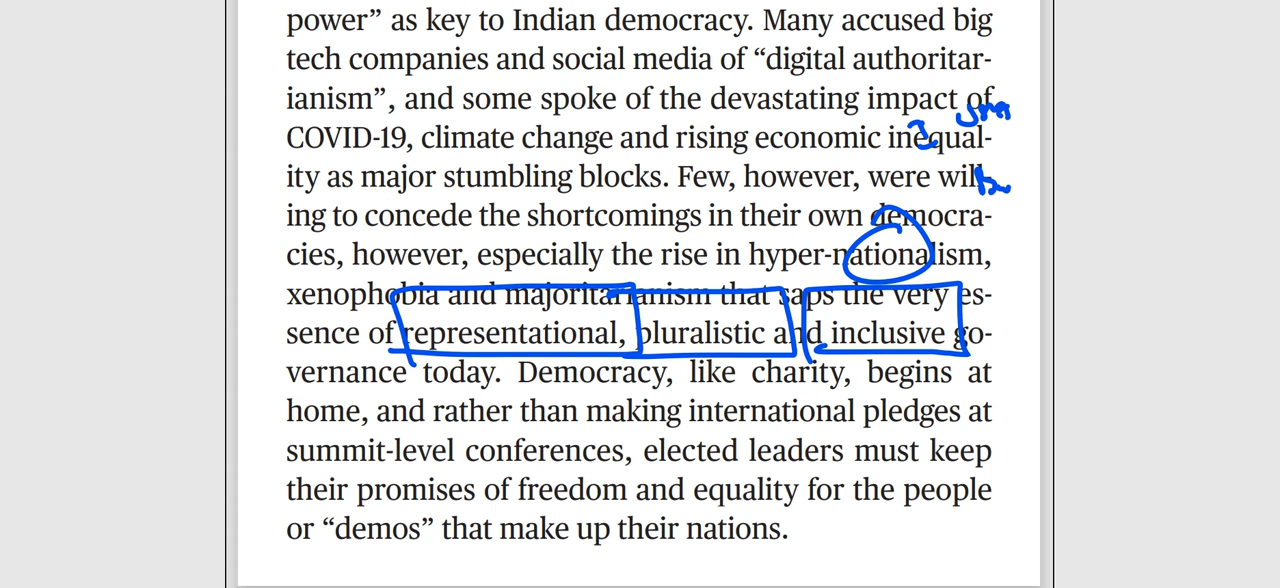 power” as key to Indian democracy. Many accused big
tech companies and social media of “digital authoritar-
ianism”, and some spoke of the devastating impact of
COVID-19, climate change and rising economic inequal-
ity as major stumbling blocks. Few, however, were will-
ing to concede the shortcomings in their own democra-
cies, however, especially the rise in hyper-nationalism,
xenophobia and majoritarianism that saps the very es-
sence of representational, pluralistic and inclusive go-
vernance today. Democracy, like charity, begins at
home, and rather than making international pledges at
summit-level conferences, elected leaders must keep
their promises of freedom and equality for the people
or “demos” that make up their nations.